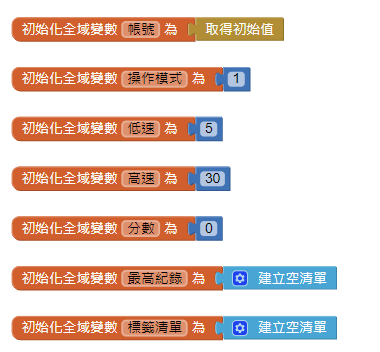 初始化全域變數 帳號 為 取得初始值
初始化全域變數 操作模式 為 1
初始化全域變數 低速 為 5
初始化全域變數 高速 為 30
初始化全域變數 分數 為 0
初始化全域變數 最高紀錄 為 建立空清單
初始化全域變數 標籤清單 為 建立空清單